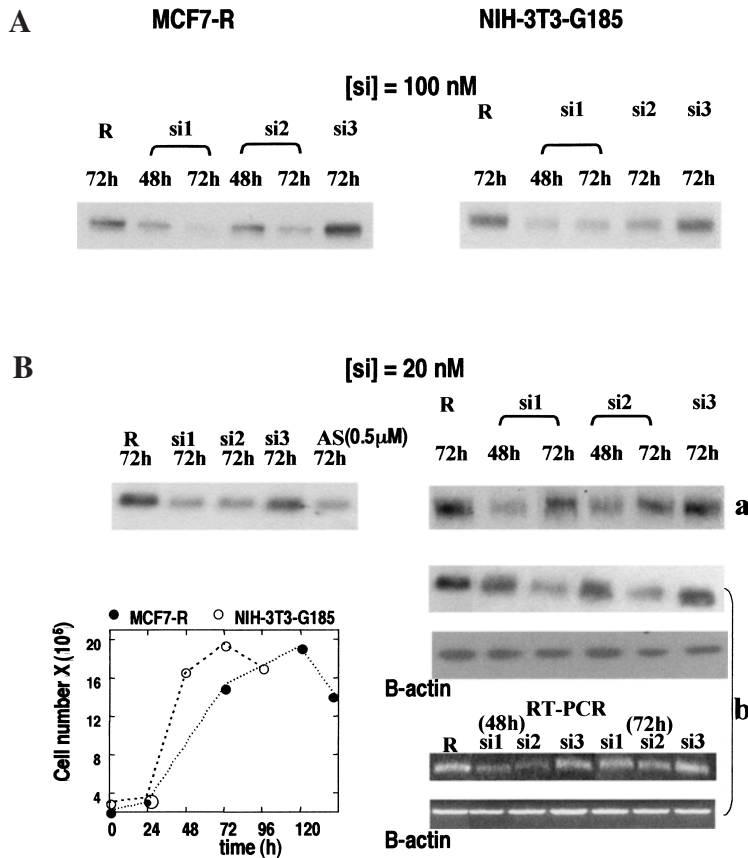 A
MCF7-R
NIH-3T3-G185
[si] = 100 nM
R si1 si2 si3
72h 48h 72h 48h 72h 72h
R si1 si2 si3
72h 48h 72h 72h 72h
B
[si] = 20 nM
R si1 si2 si3 AS(0.5μM)
72h 72h 72h 72h 72h
R si1 si2 si3
72h 48h 72h 48h 72h 72h
a
B-actin
b
RT-PCR
(48h) (72h)
R si1 si2 si3 si1 si2 si3
B-actin
MCF7-R NIH-3T3-G185
Cell number X (10⁵)
20
16
12
8
4
0 24 48 72 96 120
time (h)